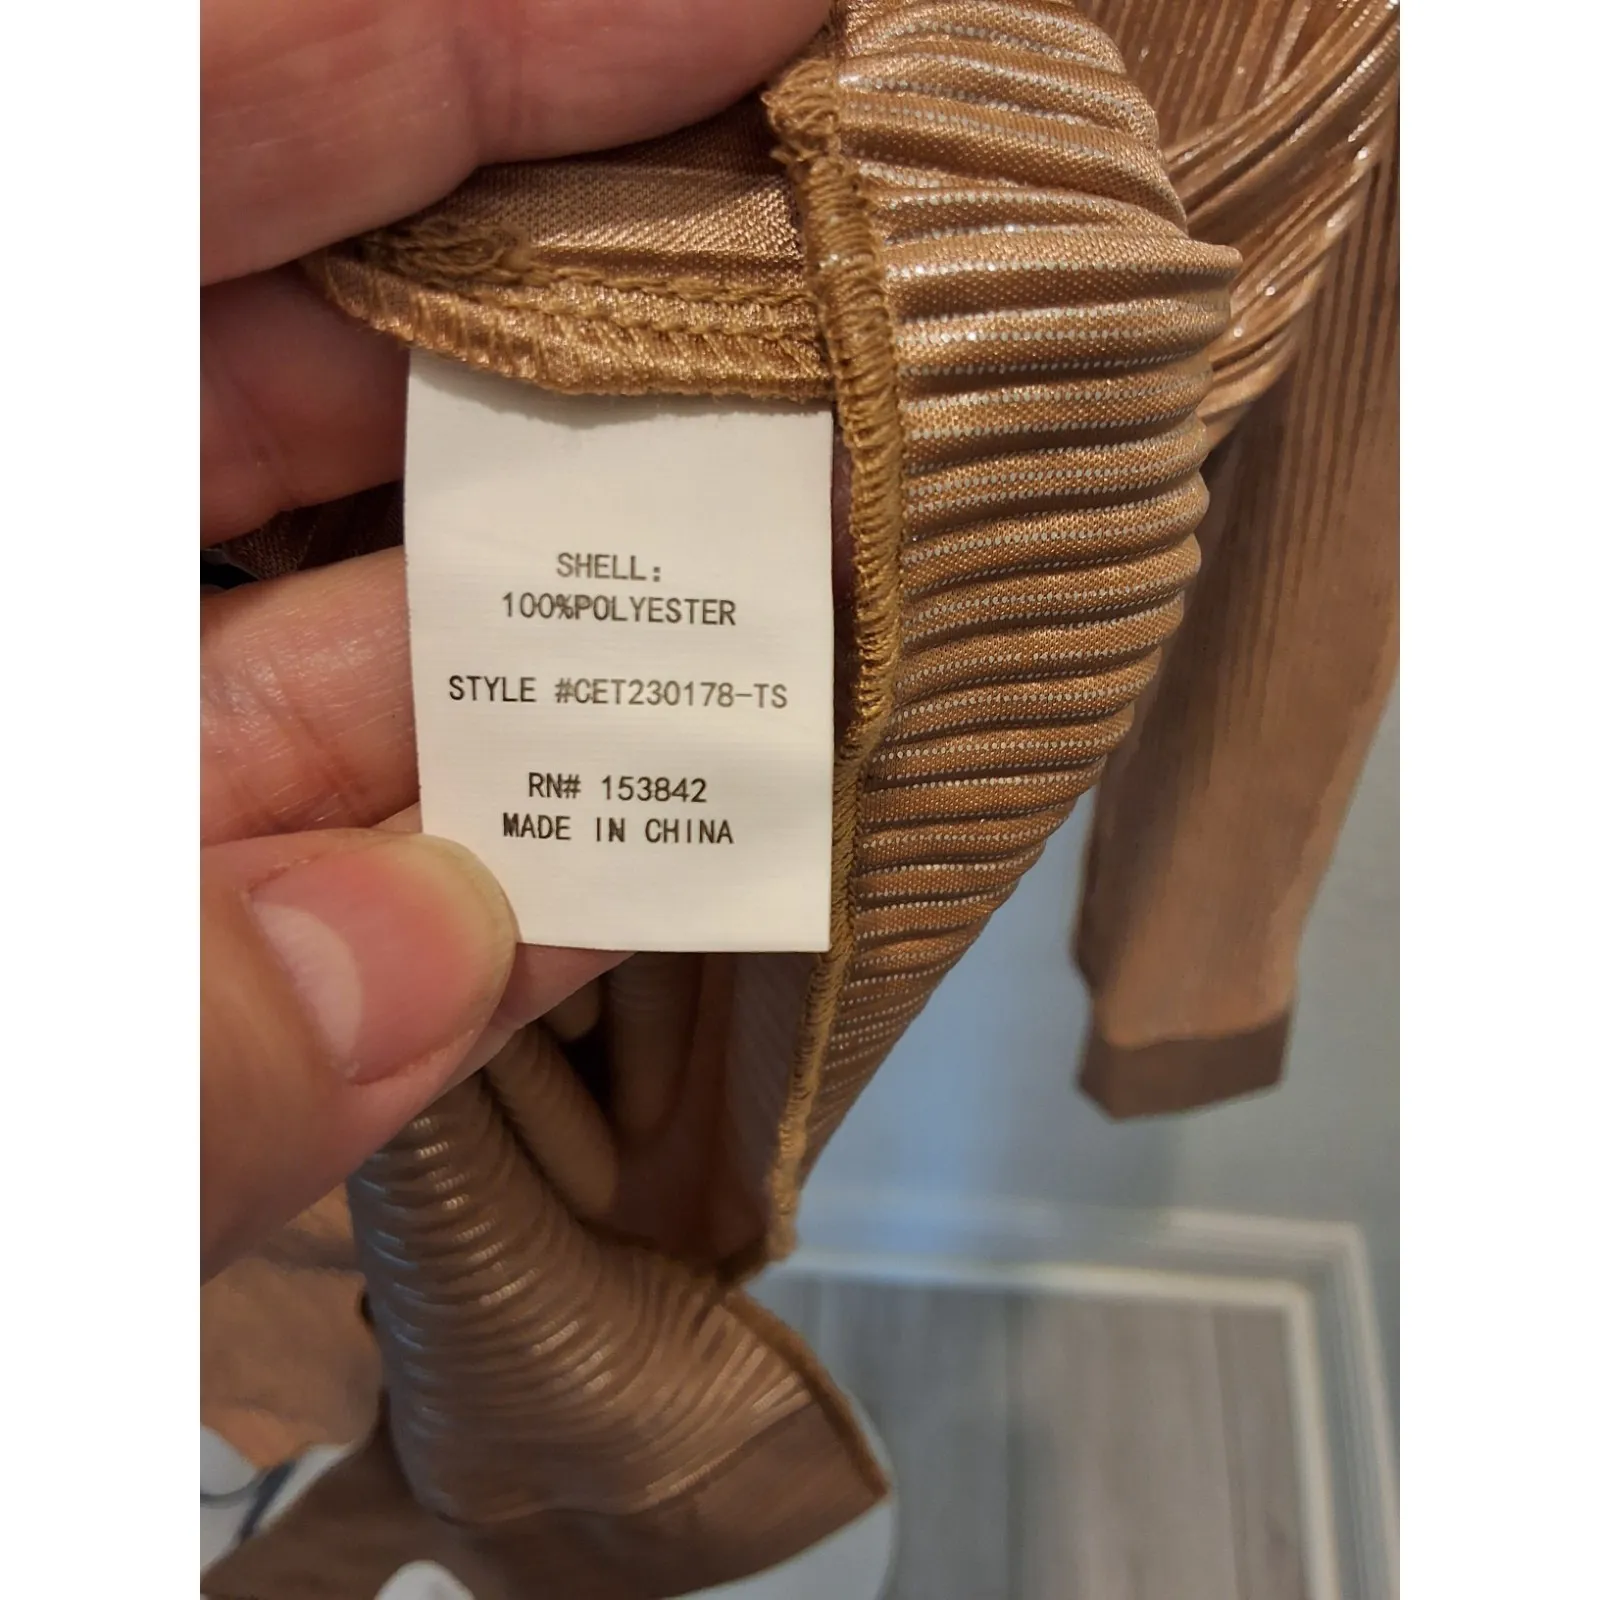 SHELL:
100%POLYESTER
STYLE #CET230178-TS
RN# 153842
MADE IN CHINA